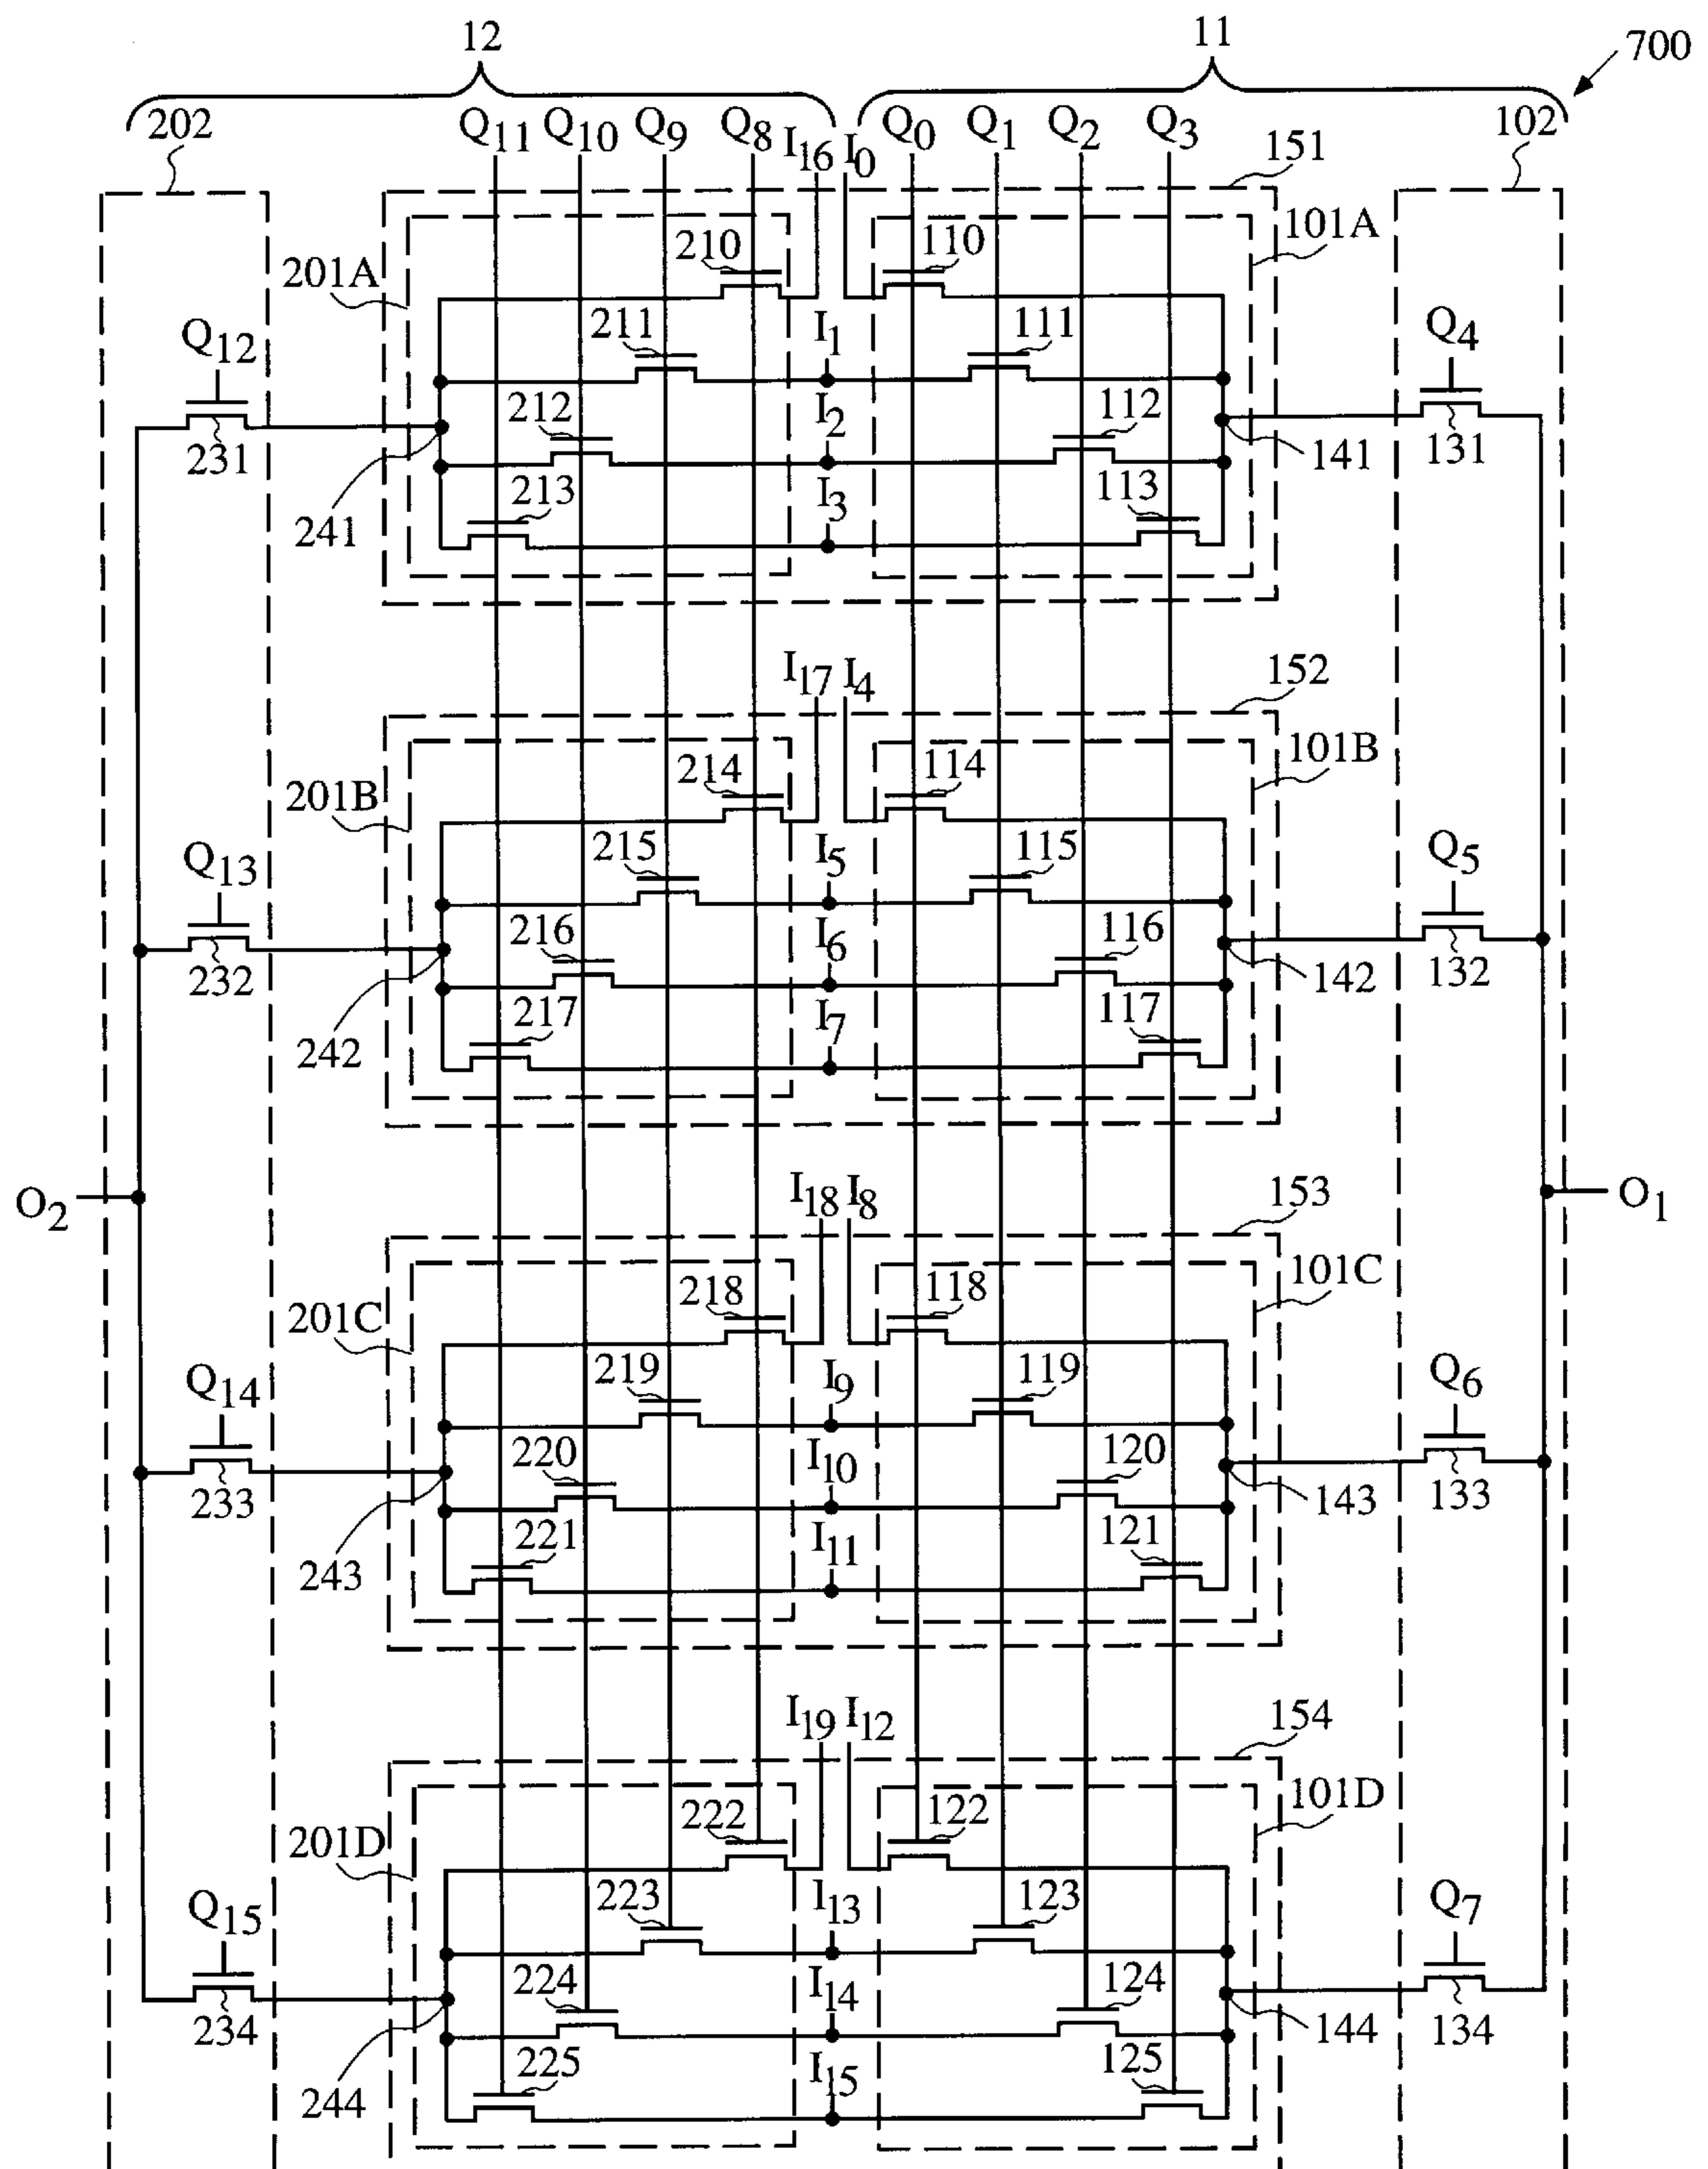 12 11 700
202 Q11 Q10 Q9 Q8 I16 I0 Q0 Q1 Q2 Q3 102
151
201A 210 110 101A
Q12 211 I1 111 Q4
231 212 I2 112 141 131
241 213 I3 113
I17 I4 152
201B 214 114 101B
Q13 215 I5 115 Q5
232 216 I6 116 142 132
242 217 I7 117
O2 I18 I8 153 O1
201C 218 118 101C
Q14 219 I9 119 Q6
233 220 I10 120 143 133
243 221 I11 121
I19 I12 154
201D 222 122 101D
Q15 223 I13 123 Q7
234 224 I14 124 144 134
244 225 I15 125